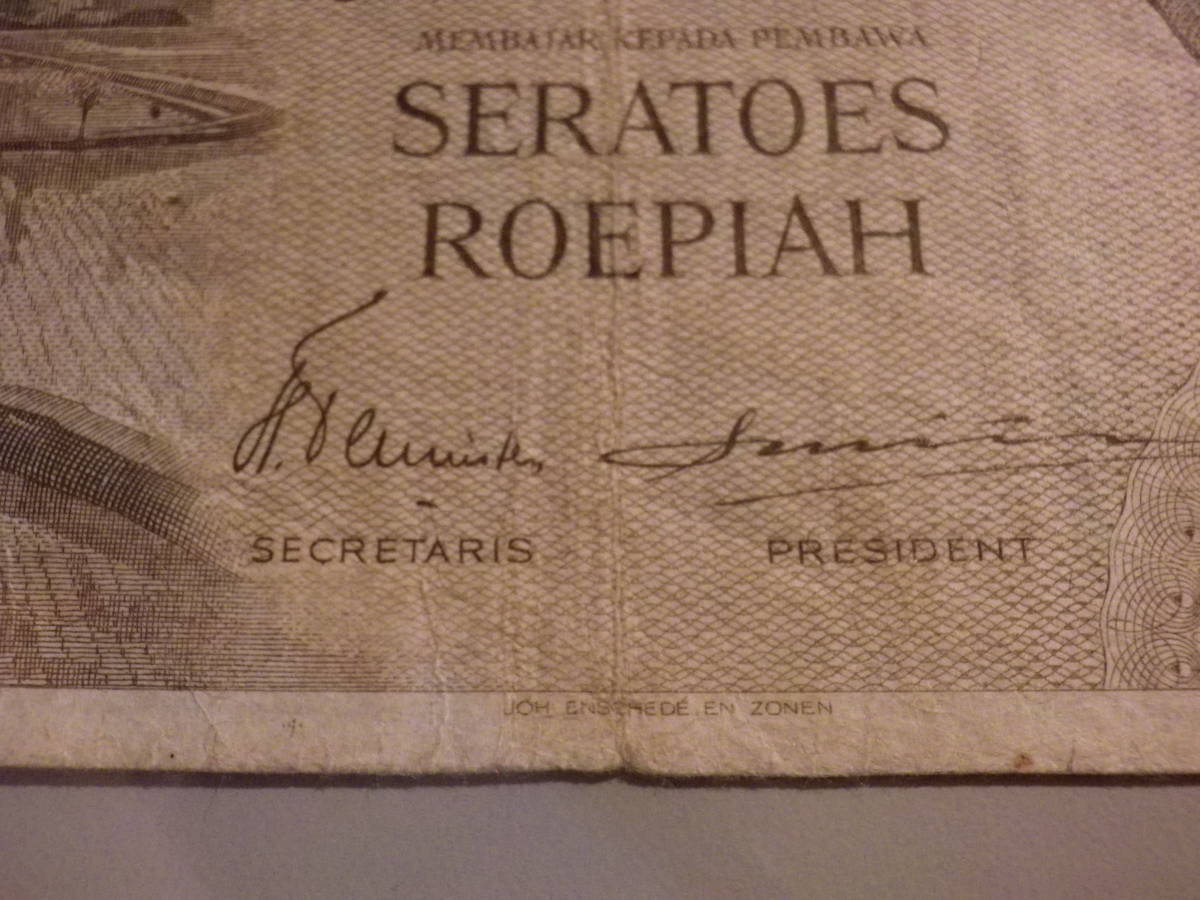 MEMBAJAR KEPADA PEMBAWA
SERATOES
ROEPIAH
SECRETARIS PRESIDENT
JOH. ENSCHEDÉ EN ZONEN